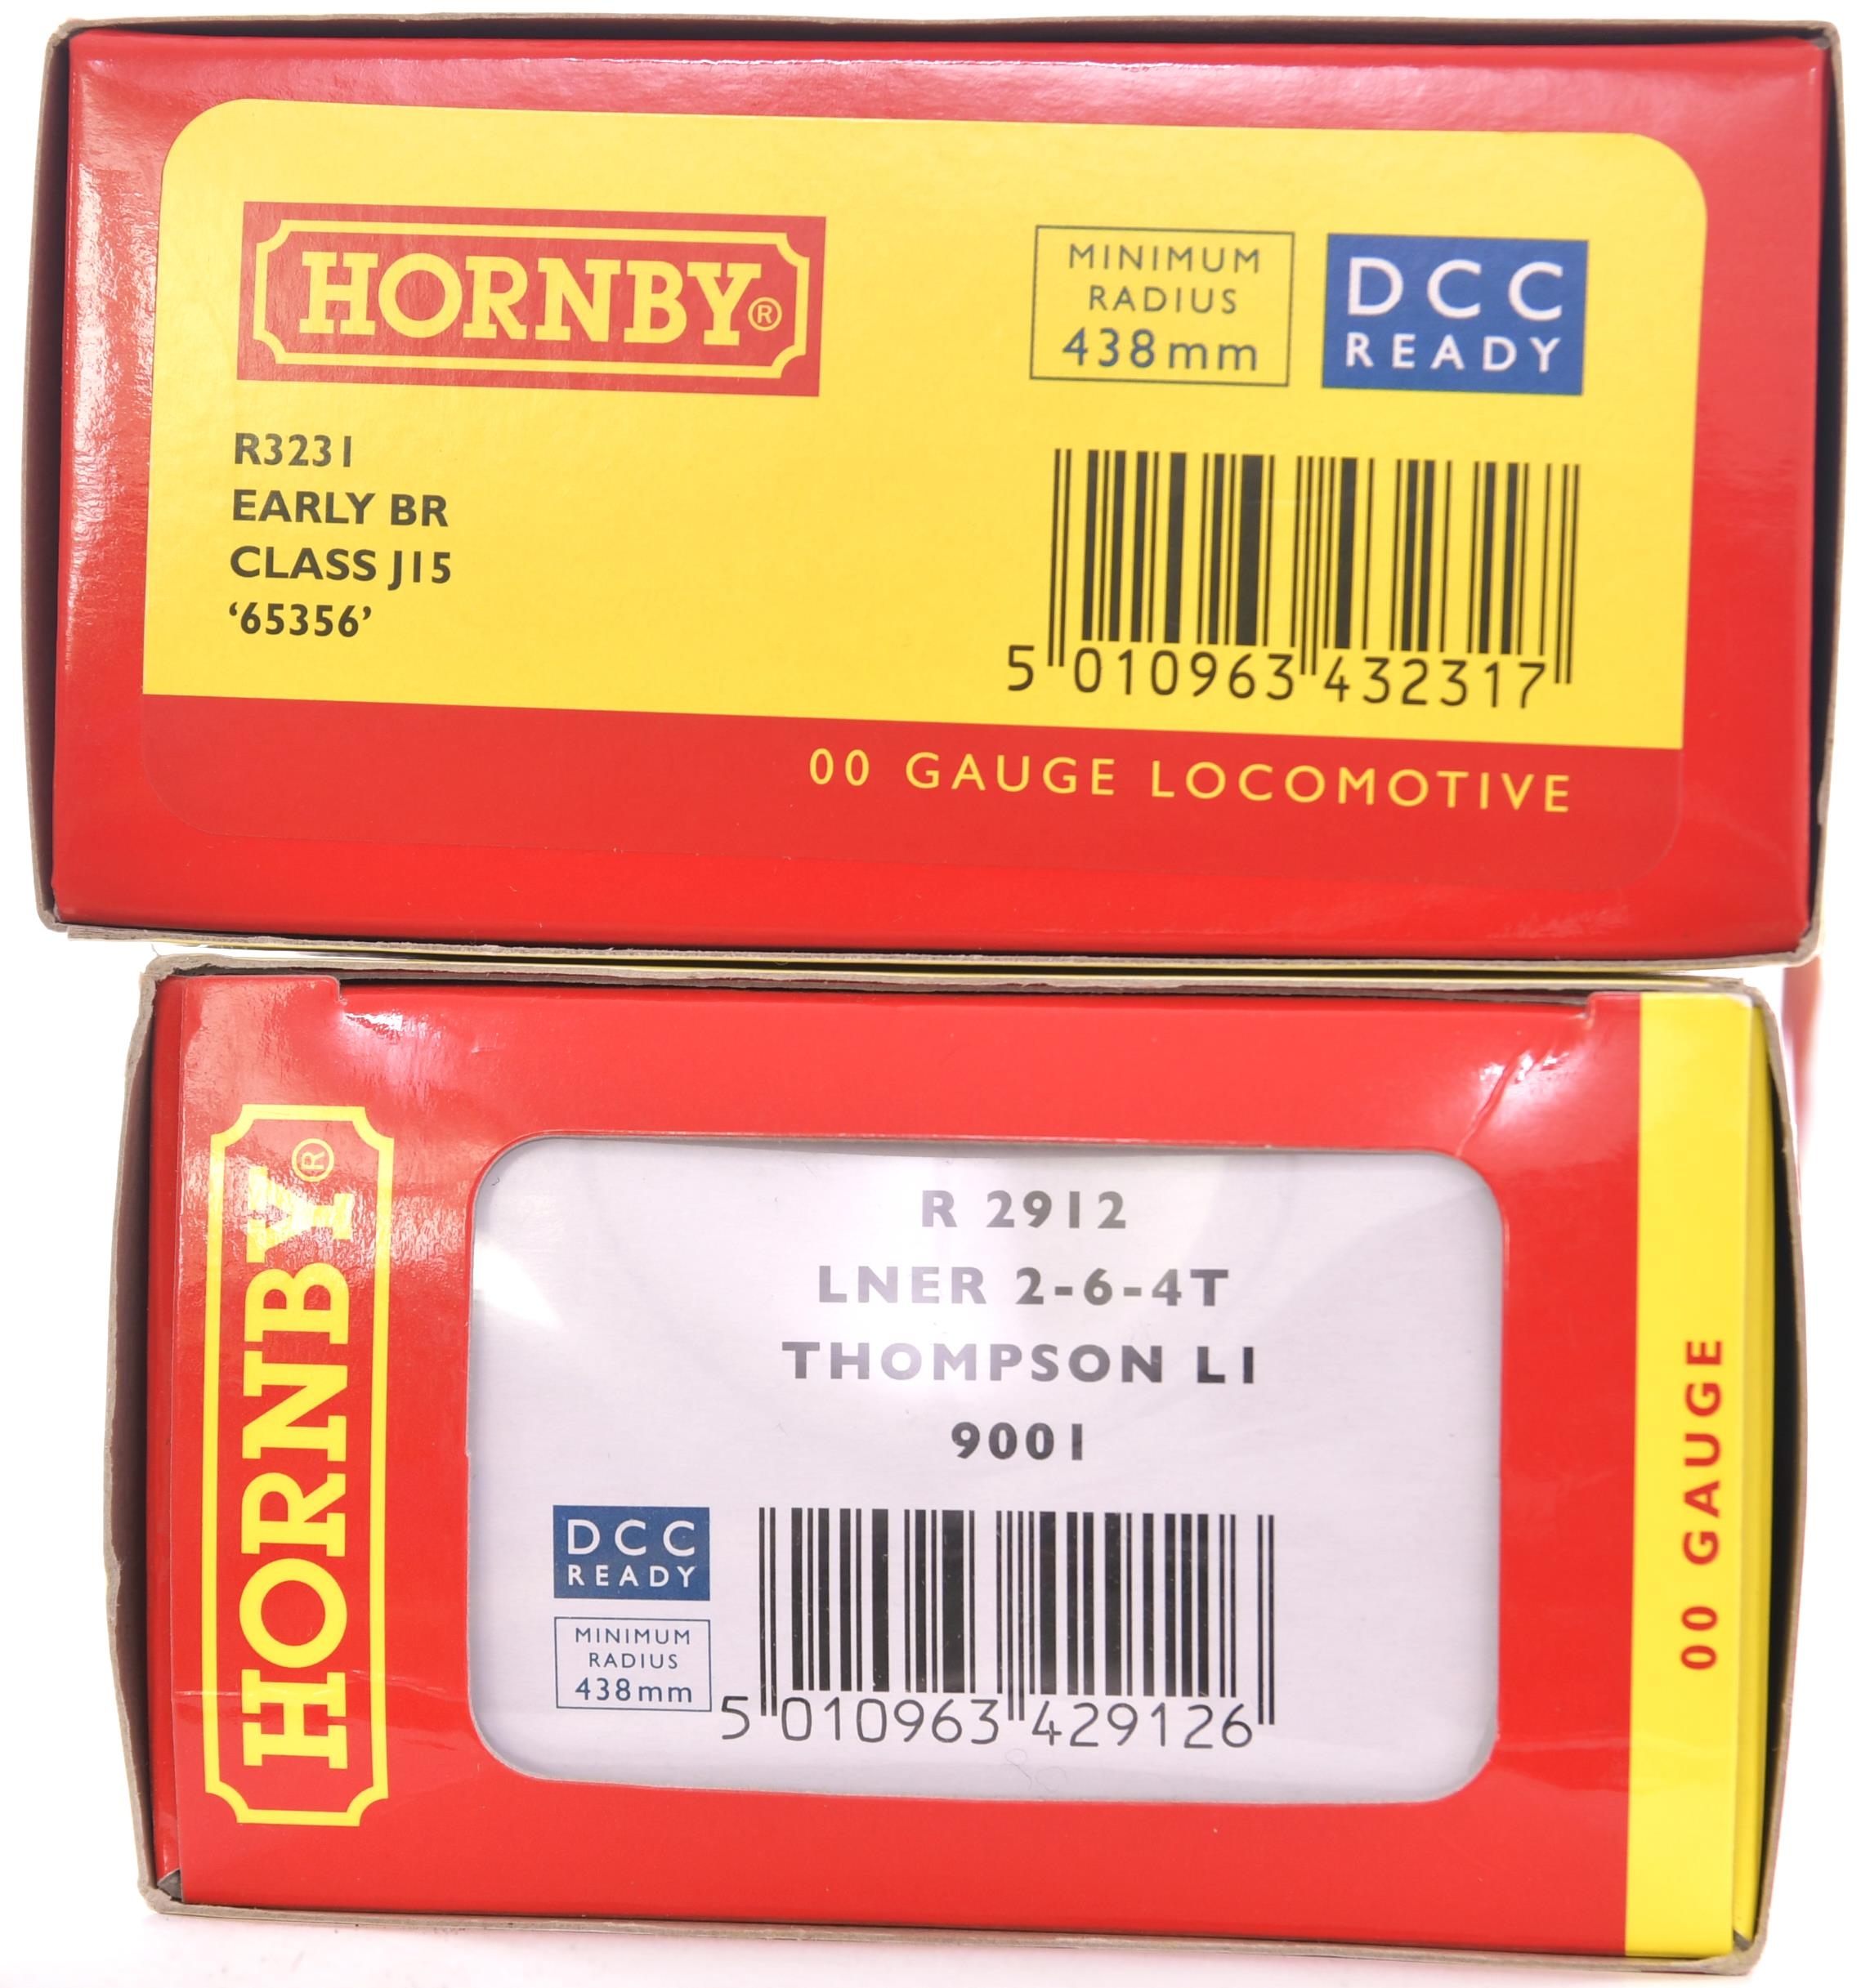 HORNBY®
MINIMUM
RADIUS
438mm
DCC
READY
R3231
EARLY BR
CLASS J15
‘65356’
5 010963 432317
00 GAUGE LOCOMOTIVE
HORNBY®
R 2912
LNER 2-6-4T
THOMPSON L1
9001
DCC
READY
MINIMUM
RADIUS
438mm
5 010963 429126
00 GAUGE